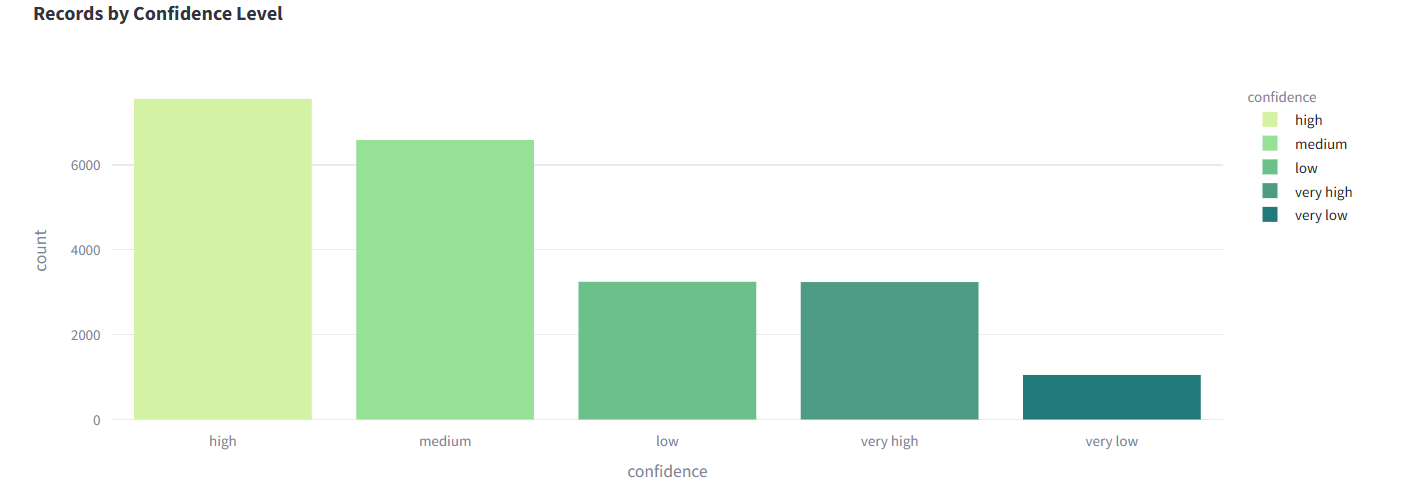 Records by Confidence Level
confidence
high
medium
low
very high
very low
6000
4000
2000
0
count
high medium low very high very low
confidence